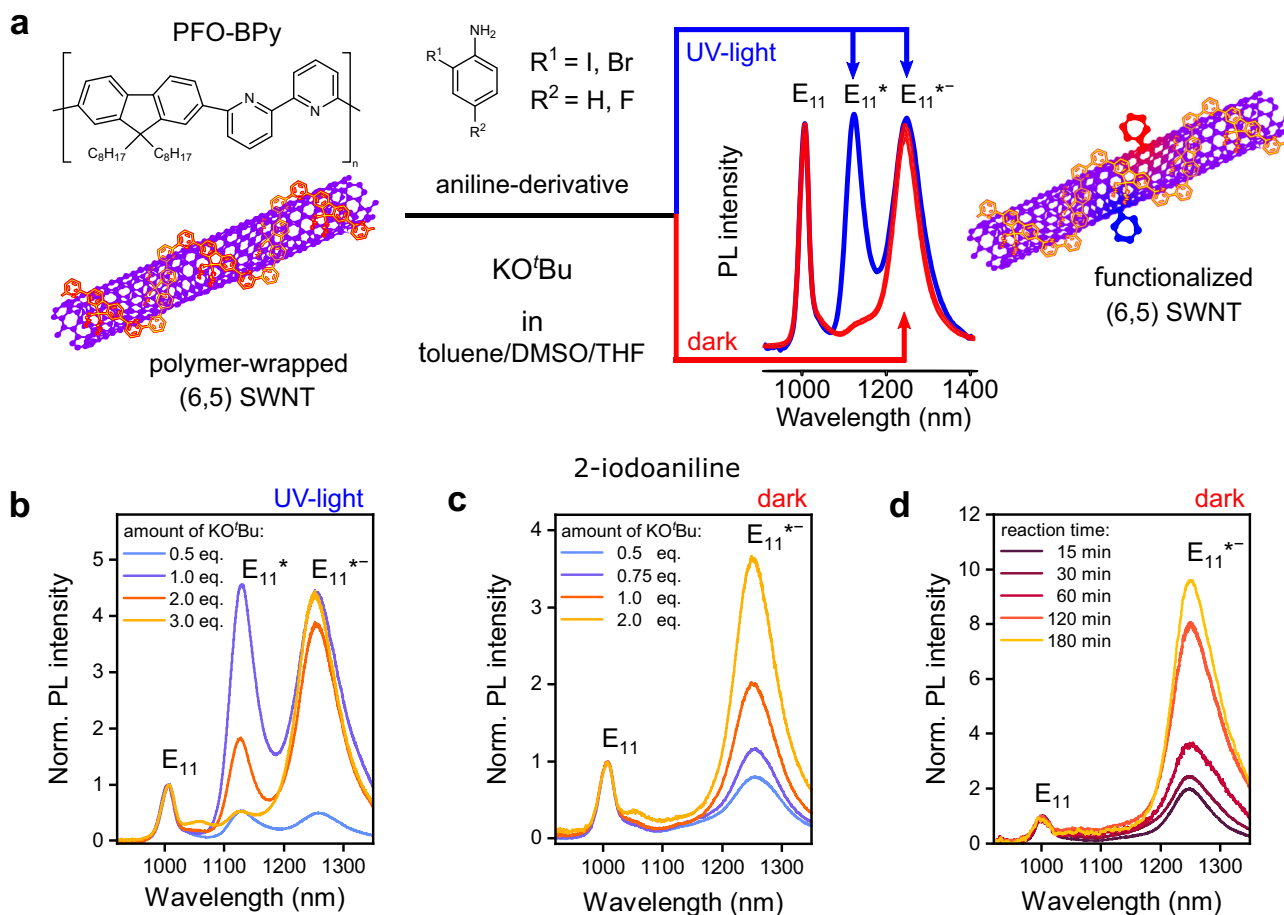 a
PFO-BPy
N
N
C8H17 C8H17
n
NH2
R1
R2
R1 = I, Br
R2 = H, F
aniline-derivative
KOtBu
in
toluene/DMSO/THF
polymer-wrapped
(6,5) SWNT
UV-light
E11 E11* E11*−
PL intensity
dark
1000 1200 1400
Wavelength (nm)
functionalized
(6,5) SWNT
2-iodoaniline
b
UV-light
amount of KOtBu:
0.5 eq.
1.0 eq.
2.0 eq.
3.0 eq.
E11
E11*
E11*−
Norm. PL intensity
5
4
3
2
1
0
1000 1100 1200 1300
Wavelength (nm)
c
dark
amount of KOtBu:
0.5 eq.
0.75 eq.
1.0 eq.
2.0 eq.
E11
E11*−
Norm. PL intensity
4
3
2
1
0
1000 1100 1200 1300
Wavelength (nm)
d
dark
reaction time:
15 min
30 min
60 min
120 min
180 min
E11
E11*−
Norm. PL intensity
12
10
8
6
4
2
0
1000 1100 1200 1300
Wavelength (nm)